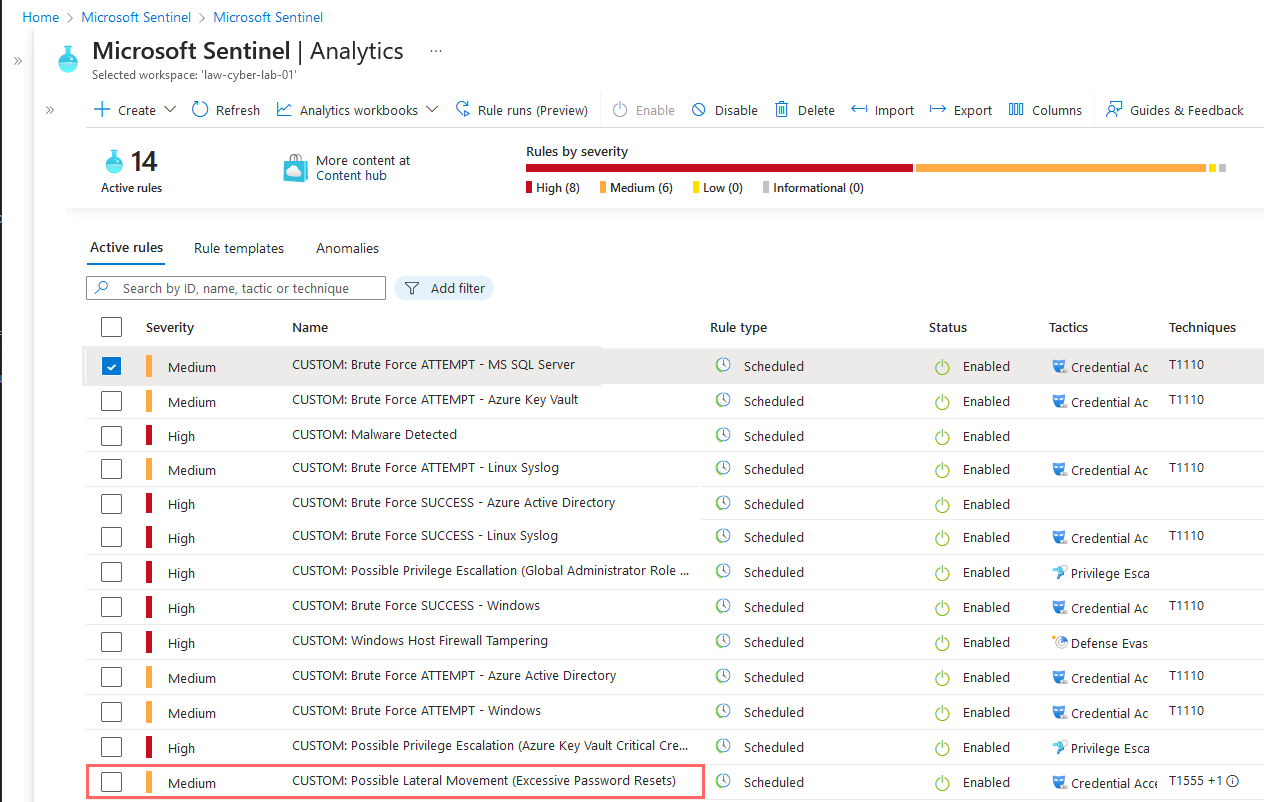 Home > Microsoft Sentinel > Microsoft Sentinel
Microsoft Sentinel | Analytics ...
Selected workspace: 'law-cyber-lab-01'
Create Refresh Analytics workbooks Rule runs (Preview) Enable Disable Delete Import Export Columns Guides & Feedback
14
Active rules
More content at
Content hub
Rules by severity
High (8) Medium (6) Low (0) Informational (0)
Active rules Rule templates Anomalies
Search by ID, name, tactic or technique Add filter
Severity Name Rule type Status Tactics Techniques
Medium CUSTOM: Brute Force ATTEMPT - MS SQL Server Scheduled Enabled Credential Ac T1110
Medium CUSTOM: Brute Force ATTEMPT - Azure Key Vault Scheduled Enabled Credential Ac T1110
High CUSTOM: Malware Detected Scheduled Enabled
Medium CUSTOM: Brute Force ATTEMPT - Linux Syslog Scheduled Enabled Credential Ac T1110
High CUSTOM: Brute Force SUCCESS - Azure Active Directory Scheduled Enabled
High CUSTOM: Brute Force SUCCESS - Linux Syslog Scheduled Enabled Credential Ac T1110
High CUSTOM: Possible Privilege Escallation (Global Administrator Role ... Scheduled Enabled Privilege Esca
High CUSTOM: Brute Force SUCCESS - Windows Scheduled Enabled Credential Ac T1110
High CUSTOM: Windows Host Firewall Tampering Scheduled Enabled Defense Evas
Medium CUSTOM: Brute Force ATTEMPT - Azure Active Directory Scheduled Enabled Credential Ac T1110
Medium CUSTOM: Brute Force ATTEMPT - Windows Scheduled Enabled Credential Ac T1110
High CUSTOM: Possible Privilege Escalation (Azure Key Vault Critical Cre... Scheduled Enabled Privilege Esca
Medium CUSTOM: Possible Lateral Movement (Excessive Password Resets) Scheduled Enabled Credential Acce T1555 +1